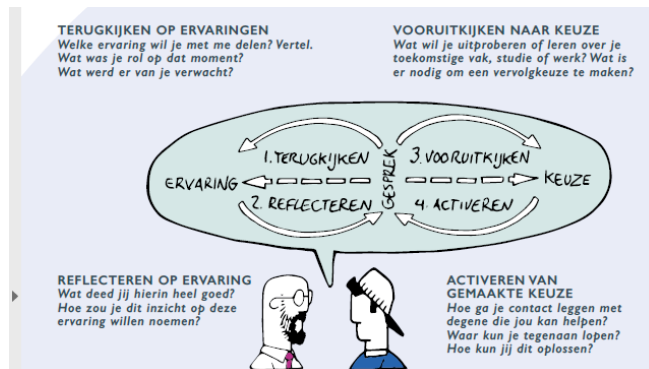 TERUGKIJKEN OP ERVARINGEN
Welke ervaring wil je met me delen? Vertel.
Wat was je rol op dat moment?
Wat werd er van je verwacht?
VOORUITKIJKEN NAAR KEUZE
Wat wil je uitproberen of leren over je
toekomstige vak, studie of werk? Wat is
er nodig om een vervolgkeuze te maken?
1. TERUGKIJKEN
3. VOORUITKIJKEN
ERVARING
GESPREK
KEUZE
2. REFLECTEREN
4. ACTIVEREN
REFLECTEREN OP ERVARING
Wat deed jij hierin heel goed?
Hoe zou je dit inzicht op deze
ervaring willen noemen?
ACTIVEREN VAN
GEMAAKTE KEUZE
Hoe ga je contact leggen met
degene die jou kan helpen?
Waar kun je tegenaan lopen?
Hoe kun jij dit oplossen?